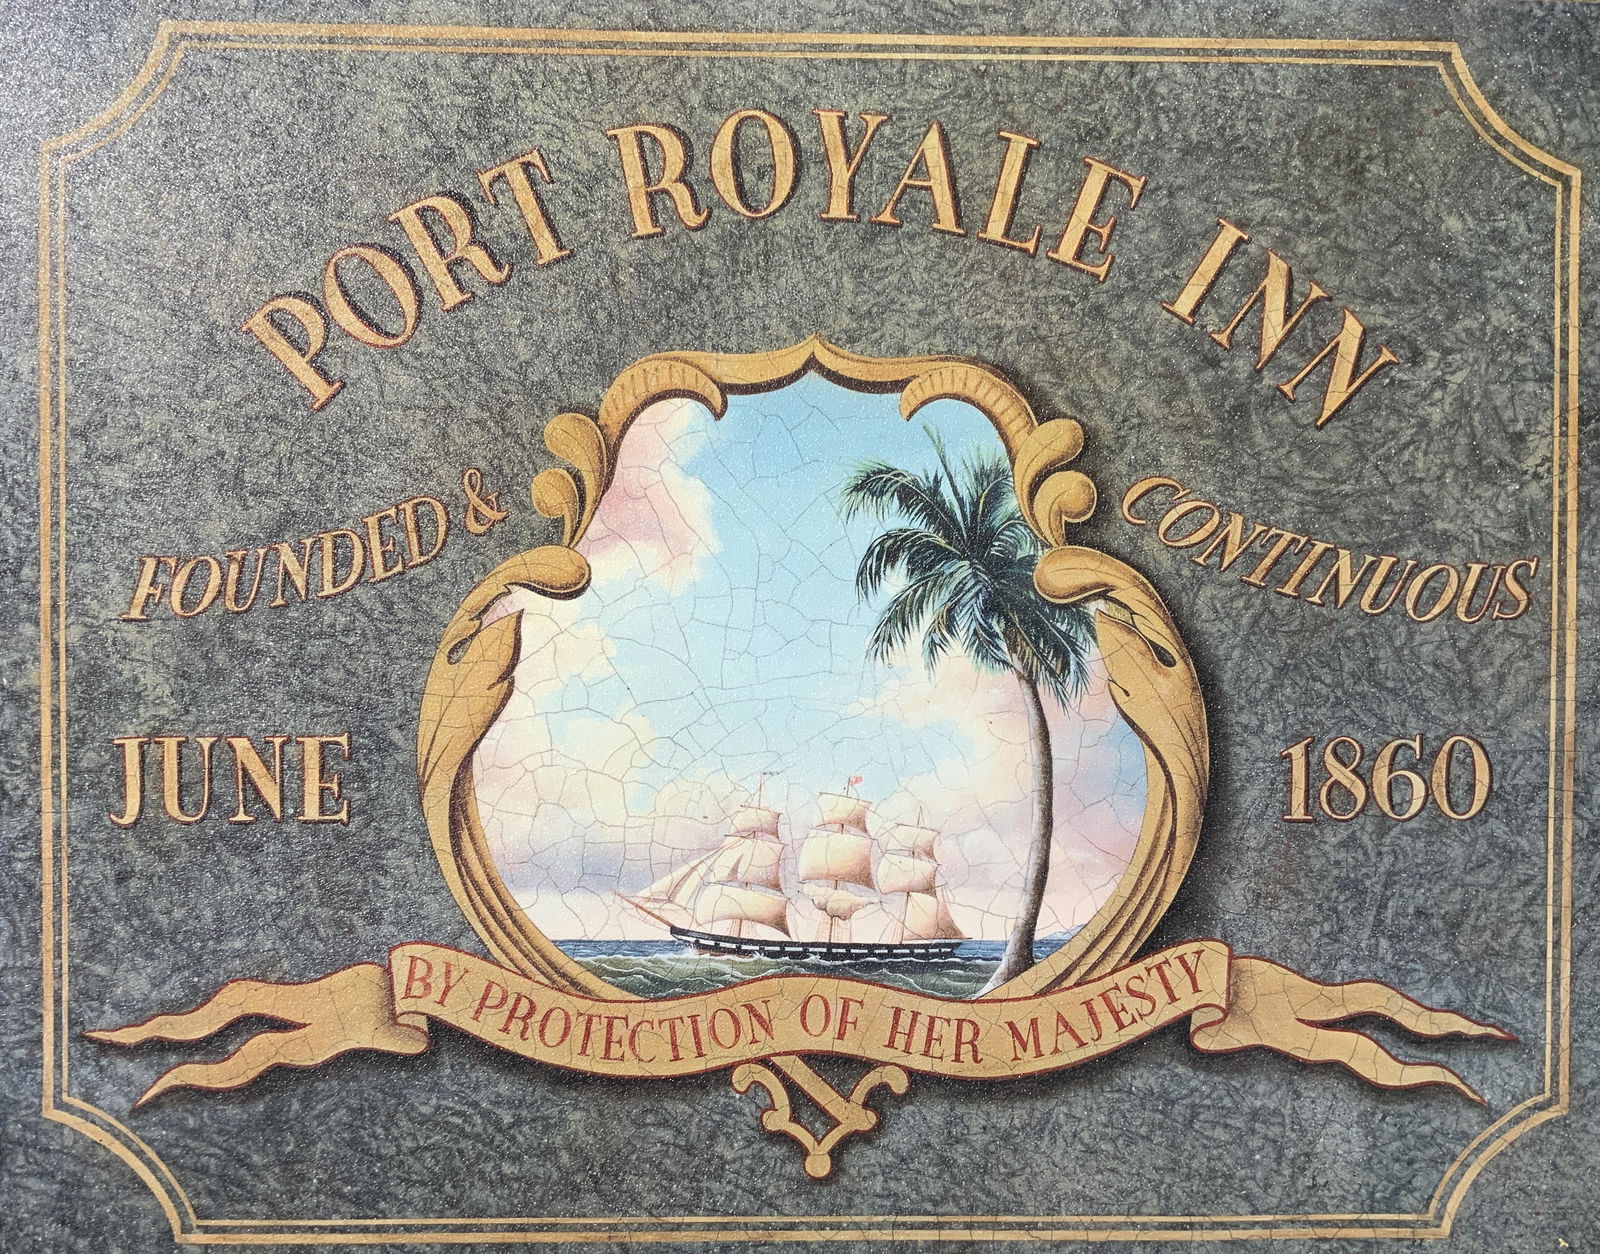 PORT ROYALE INN
FOUNDED & CONTINUOUS
JUNE 1860
BY PROTECTION OF HER MAJESTY